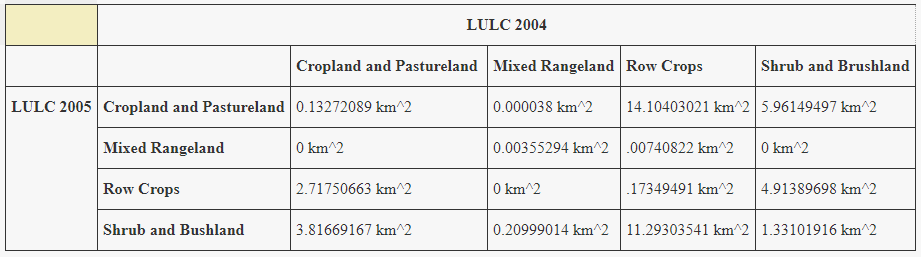 LULC 2004
Cropland and Pastureland Mixed Rangeland Row Crops Shrub and Brushland
LULC 2005 Cropland and Pastureland 0.13272089 km^2 0.000038 km^2 14.10403021 km^2 5.96149497 km^2
Mixed Rangeland 0 km^2 0.00355294 km^2 .00740822 km^2 0 km^2
Row Crops 2.71750663 km^2 0 km^2 .17349491 km^2 4.91389698 km^2
Shrub and Bushland 3.81669167 km^2 0.20999014 km^2 11.29303541 km^2 1.33101916 km^2